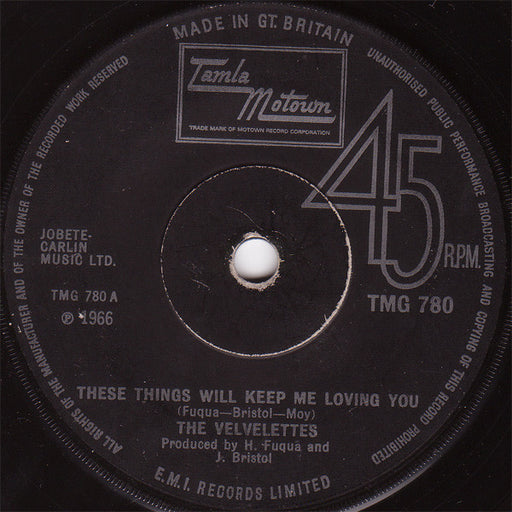 MADE IN GT. BRITAIN
UNAUTHORISED PUBLIC PERFORMANCE BROADCASTING AND COPYING OF THIS RECORD PROHIBITED
ALL RIGHTS OF THE MANUFACTURER AND OF THE OWNER OF THE RECORDED WORK RESERVED
Tamla
Motown
TRADE MARK OF MOTOWN RECORD CORPORATION
45 R.P.M.
JOBETE-
CARLIN
MUSIC LTD.
TMG 780 A
℗ 1966
TMG 780
THESE THINGS WILL KEEP ME LOVING YOU
(Fuqua—Bristol—Moy)
THE VELVELETTES
Produced by H. Fuqua and
J. Bristol
E.M.I. RECORDS LIMITED